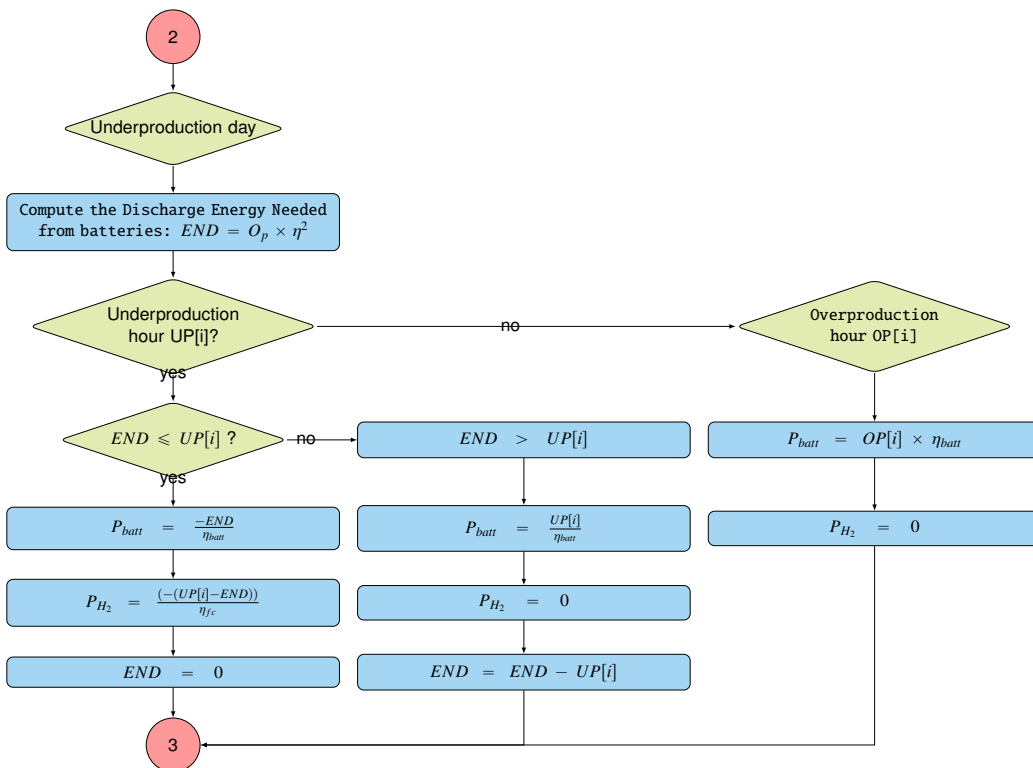 2
Underproduction day
Compute the Discharge Energy Needed
from batteries: END = Oₚ × η²
Underproduction
hour UP[i]?
no
Overproduction
hour OP[i]
yes
END ⩽ UP[i] ?
no
END > UP[i]
P_batt = OP[i] × η_batt
yes
P_batt = −END/η_batt
P_batt = UP[i]/η_batt
P_H₂ = 0
P_H₂ = (−(UP[i]−END))/η_fc
P_H₂ = 0
END = 0
END = END − UP[i]
3